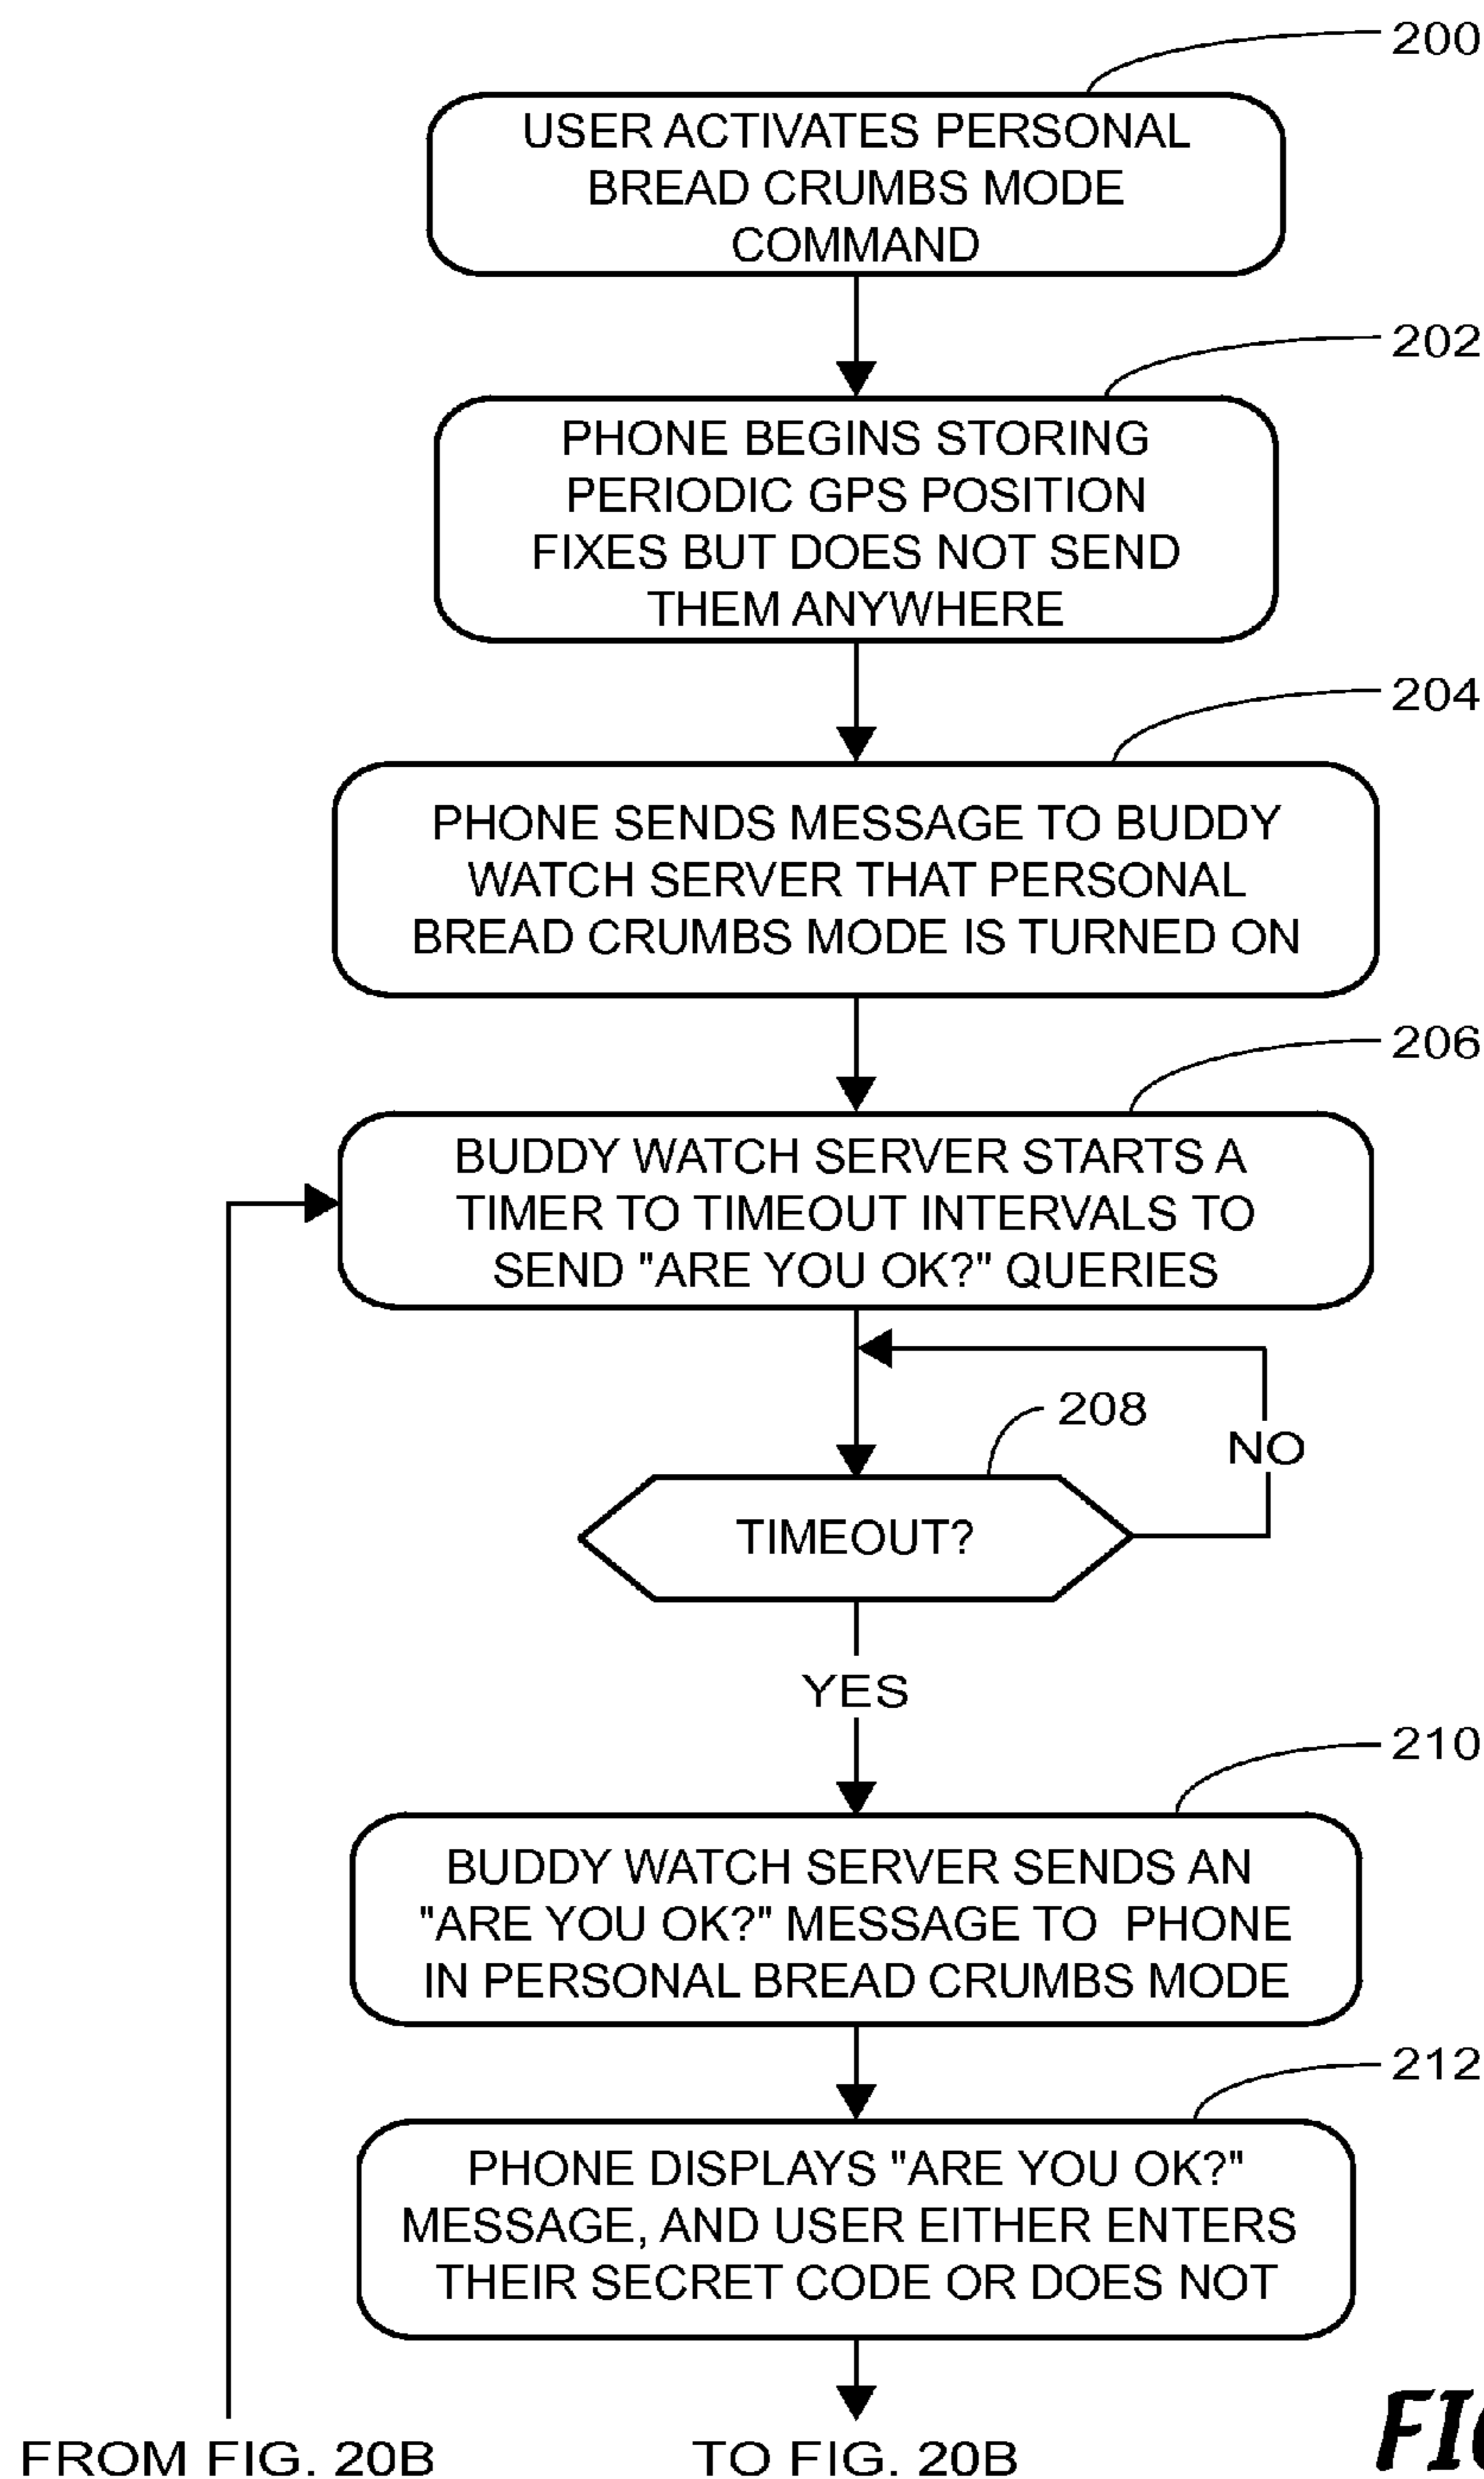 200
USER ACTIVATES PERSONAL
BREAD CRUMBS MODE
COMMAND
202
PHONE BEGINS STORING
PERIODIC GPS POSITION
FIXES BUT DOES NOT SEND
THEM ANYWHERE
204
PHONE SENDS MESSAGE TO BUDDY
WATCH SERVER THAT PERSONAL
BREAD CRUMBS MODE IS TURNED ON
206
BUDDY WATCH SERVER STARTS A
TIMER TO TIMEOUT INTERVALS TO
SEND "ARE YOU OK?" QUERIES
208
NO
TIMEOUT?
YES
210
BUDDY WATCH SERVER SENDS AN
"ARE YOU OK?" MESSAGE TO PHONE
IN PERSONAL BREAD CRUMBS MODE
212
PHONE DISPLAYS "ARE YOU OK?"
MESSAGE, AND USER EITHER ENTERS
THEIR SECRET CODE OR DOES NOT
FROM FIG. 20B
TO FIG. 20B